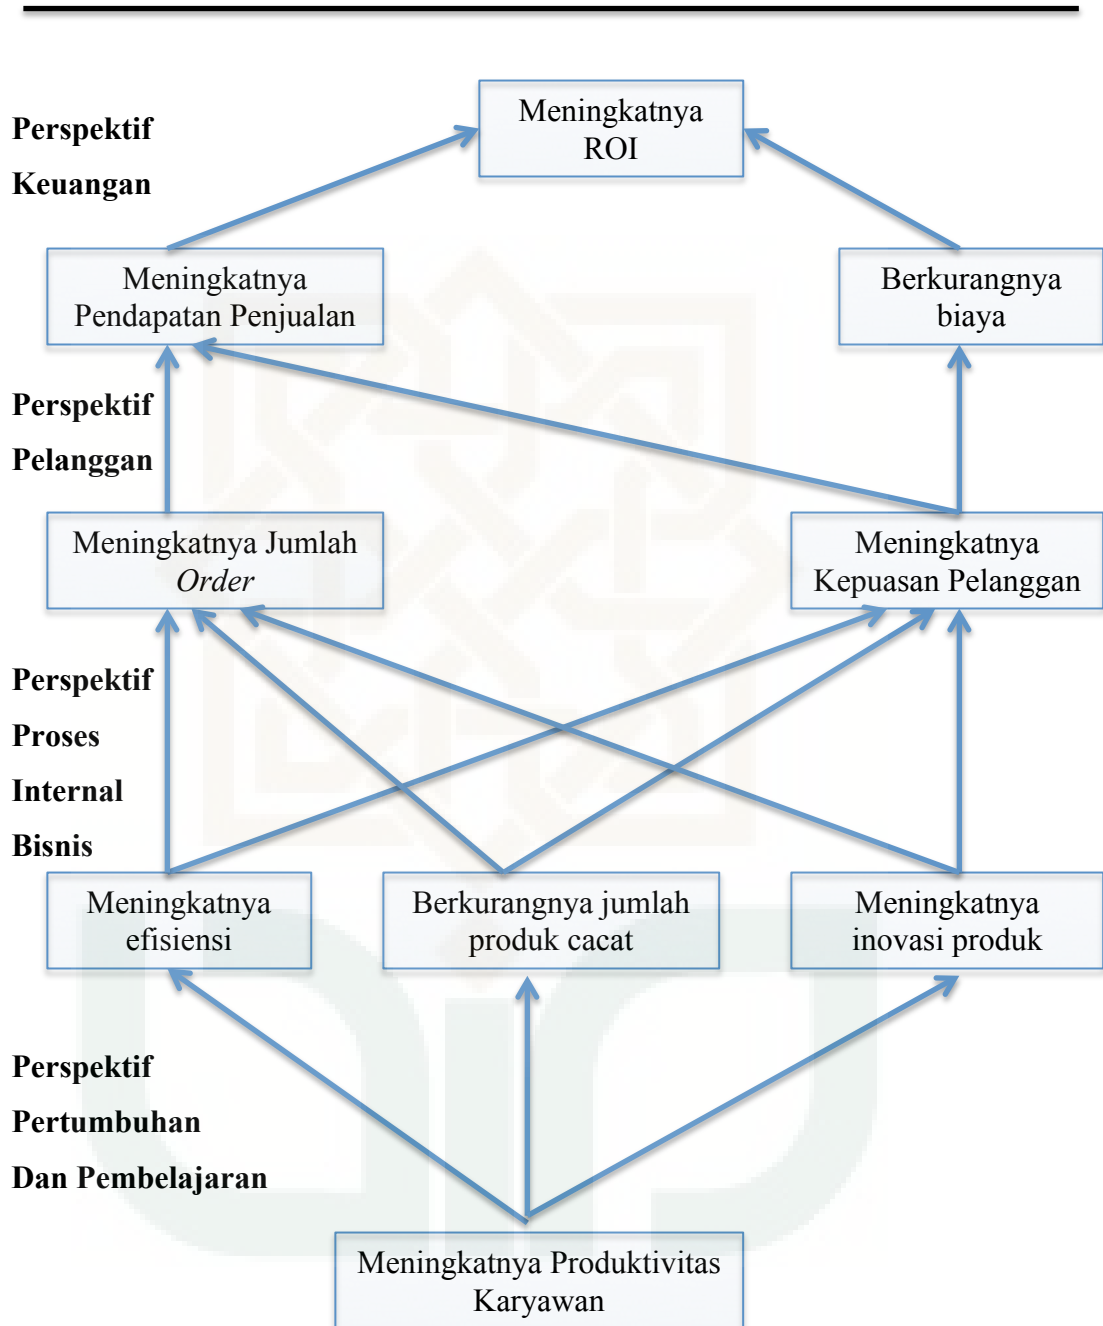 Perspektif
Keuangan
Meningkatnya
ROI
Meningkatnya
Pendapatan Penjualan
Berkurangnya
biaya
Perspektif
Pelanggan
Meningkatnya Jumlah
Order
Meningkatnya
Kepuasan Pelanggan
Perspektif
Proses
Internal
Bisnis
Meningkatnya
efisiensi
Berkurangnya jumlah
produk cacat
Meningkatnya
inovasi produk
Perspektif
Pertumbuhan
Dan Pembelajaran
Meningkatnya Produktivitas
Karyawan